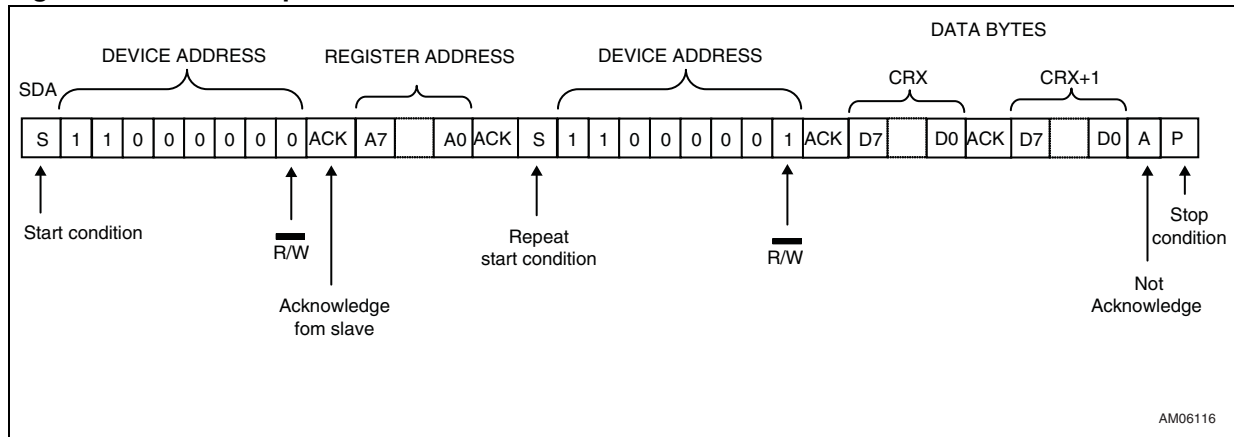 DATA BYTES
DEVICE ADDRESS REGISTER ADDRESS DEVICE ADDRESS
SDA CRX CRX+1
S 1 1 0 0 0 0 0 0 ACK A7 A0 ACK S 1 1 0 0 0 0 0 1 ACK D7 D0 ACK D7 D0 A P
Start condition
R/W
Acknowledge
fom slave
Repeat
start condition
R/W
Not
Acknowledge
Stop
condition
AM06116